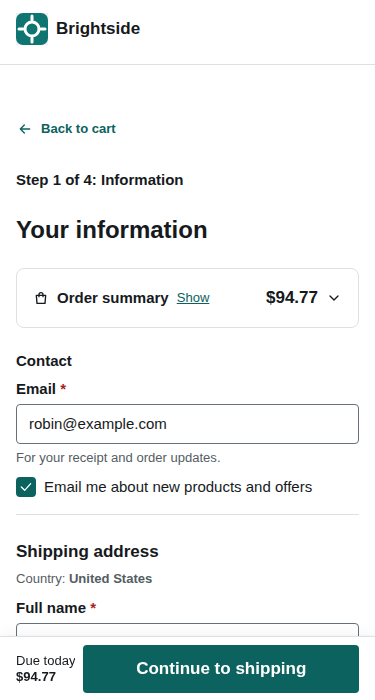 Brightside
Back to cart
Step 1 of 4: Information
Your information
Order summary Show $94.77
Contact
Email *
robin@example.com
For your receipt and order updates.
Email me about new products and offers
Shipping address
Country: United States
Full name *
Due today
$94.77
Continue to shipping